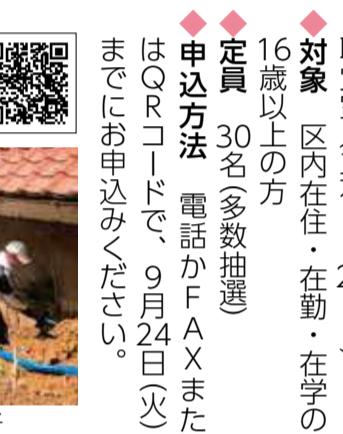 ◆対象 区内在住・在勤・在学の
16歳以上の方
◆定員 30名(多数抽選)
◆申込方法 電話かFAXまた
はQRコードで、9月24日(火)
までにお申込みください。